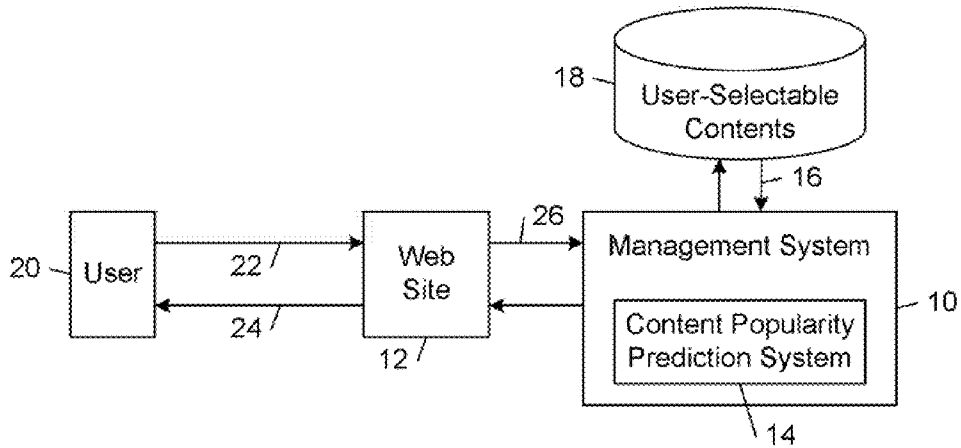 18
User-Selectable
Contents
16
20
User
22
24
Web
Site
12
26
Management System
10
Content Popularity
Prediction System
14